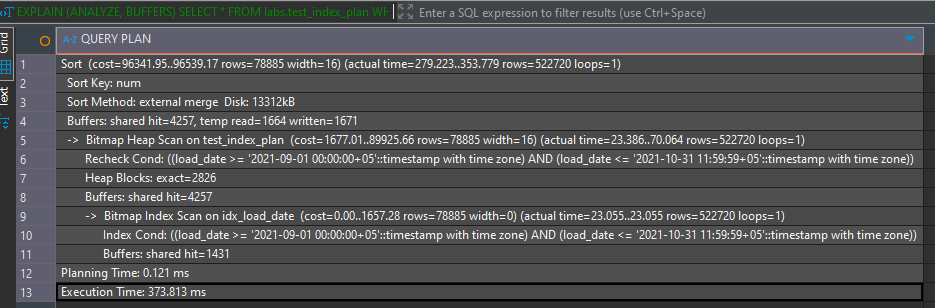 EXPLAIN (ANALYZE, BUFFERS) SELECT * FROM labs.test_index_plan WH
Enter a SQL expression to filter results (use Ctrl+Space)
Grid
Text
A-Z QUERY PLAN
1 Sort (cost=96341.95..96539.17 rows=78885 width=16) (actual time=279.223..353.779 rows=522720 loops=1)
2 Sort Key: num
3 Sort Method: external merge Disk: 13312kB
4 Buffers: shared hit=4257, temp read=1664 written=1671
5 -> Bitmap Heap Scan on test_index_plan (cost=1677.01..89925.66 rows=78885 width=16) (actual time=23.386..70.064 rows=522720 loops=1)
6 Recheck Cond: ((load_date >= '2021-09-01 00:00:00+05'::timestamp with time zone) AND (load_date <= '2021-10-31 11:59:59+05'::timestamp with time zone))
7 Heap Blocks: exact=2826
8 Buffers: shared hit=4257
9 -> Bitmap Index Scan on idx_load_date (cost=0.00..1657.28 rows=78885 width=0) (actual time=23.055..23.055 rows=522720 loops=1)
10 Index Cond: ((load_date >= '2021-09-01 00:00:00+05'::timestamp with time zone) AND (load_date <= '2021-10-31 11:59:59+05'::timestamp with time zone))
11 Buffers: shared hit=1431
12 Planning Time: 0.121 ms
13 Execution Time: 373.813 ms